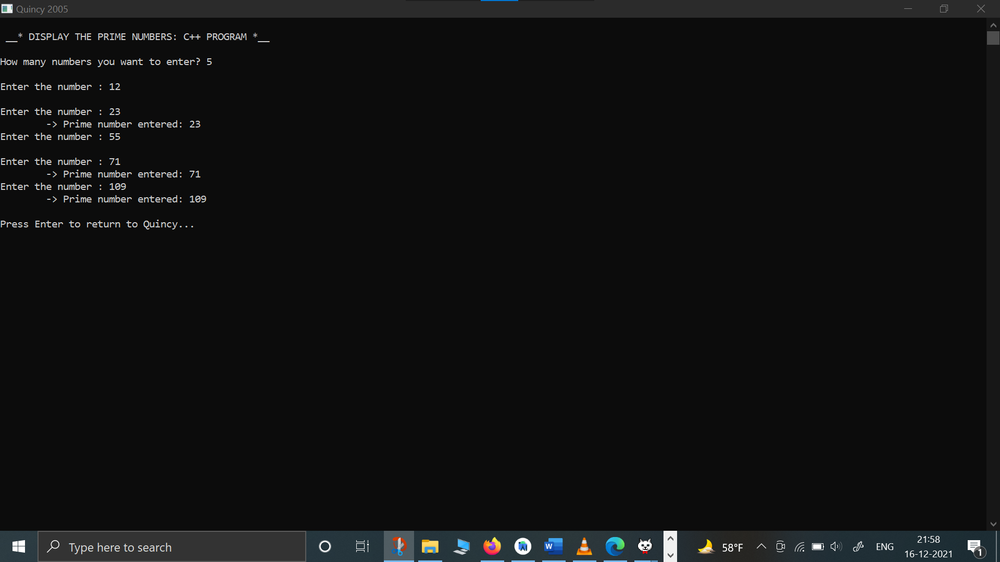 Quincy 2005
__* DISPLAY THE PRIME NUMBERS: C++ PROGRAM *__
How many numbers you want to enter? 5
Enter the number : 12
Enter the number : 23
-> Prime number entered: 23
Enter the number : 55
Enter the number : 71
-> Prime number entered: 71
Enter the number : 109
-> Prime number entered: 109
Press Enter to return to Quincy...
Type here to search
W
58°F
ENG
21:58
16-12-2021
1